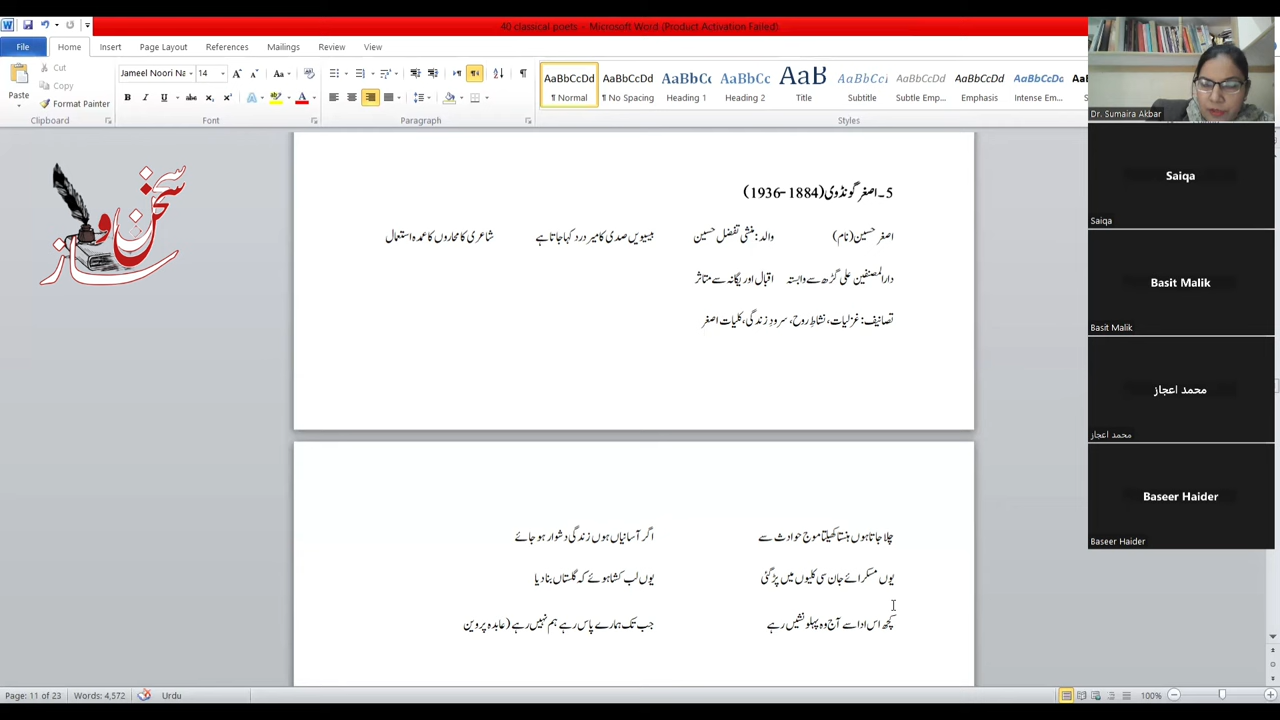 40 classical poets - Microsoft Word (Product Activation Failed)
File Home Insert Page Layout References Mailings Review View
Cut
Copy
Paste
Format Painter
Jameel Noori Na 14
AaBbCcDd AaBbCcDd AaBbCc AaBbCc AaB AaBbCcI AaBbCcDd AaBbCcDd AaBbCcDd AaBbCc
¶ Normal ¶ No Spacing Heading 1 Heading 2 Title Subtitle Subtle Emp... Emphasis Intense Em...
Clipboard Font Paragraph Styles
سخن و ساز
5۔ اصغر گونڈوی (1884-1936)
اصغر حسین (نام) والد: منشی تفضل حسین بیسویں صدی کا میر درد کہا جاتا ہے شاعری کا محاروں کا عمدہ استعمال
دارالمصنفین علی گڑھ سے وابستہ اقبال اور یگانہ سے متاثر
تصانیف: غزلیات، نشاطِ روح، سرودِ زندگی، کلیات اصغر
چلا جاتا ہوں ہنستا کھیلتا موج حوادث سے اگر آسانیاں ہوں زندگی دشوار ہو جائے
یوں مسکرائے جان سی کلیوں میں پڑگئی یوں لب کشا ہوئے کہ گلستاں بنا دیا
کچھ اس ادا سے آج وہ پہلو نشیں رہے جب تک ہمارے پاس رہے ہم نہیں رہے (عابدہ پروین
Page: 11 of 23 Words: 4,572 Urdu 100%
Dr. Sumaira Akbar
Saiqa
Saiqa
Basit Malik
Basit Malik
محمد اعجاز
محمد اعجاز
Baseer Haider
Baseer Haider